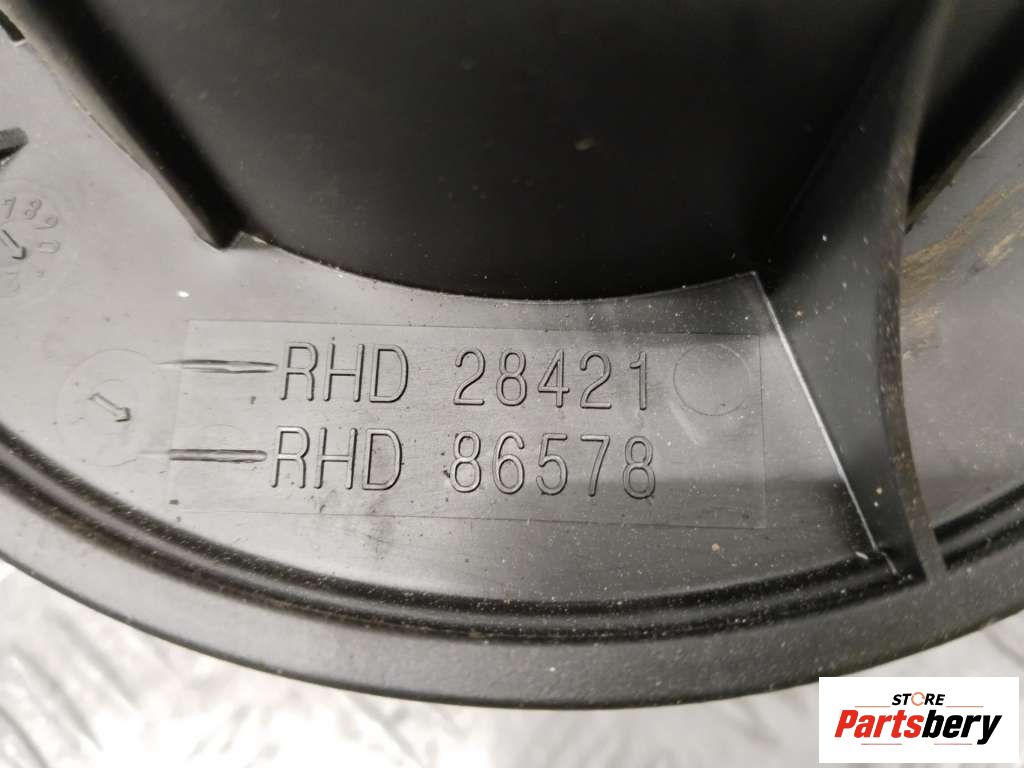 RHD 28421
RHD 86578
STORE
Partsbery